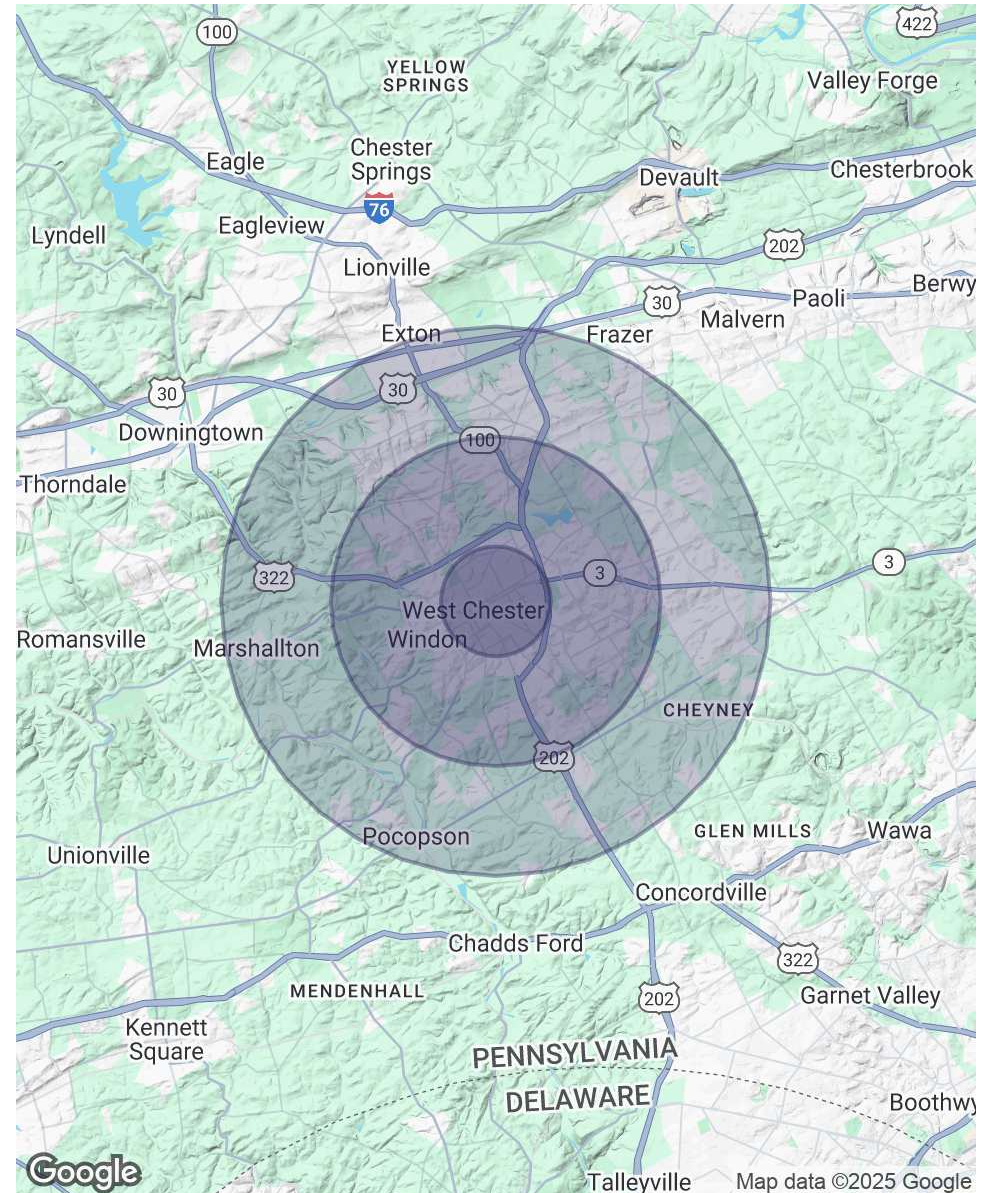 422
100
YELLOW
SPRINGS
Valley Forge
Chester
Springs
Eagle
Devault
Chesterbrook
76
Eagleview
Lyndell
202
Lionville
Berwy
30
Paoli
Malvern
Exton
Frazer
30
30
Downingtown
100
Thorndale
3
3
322
West Chester
Romansville
Windon
Marshallton
CHEYNEY
202
GLEN MILLS
Wawa
Pocopson
Unionville
Concordville
Chadds Ford
322
MENDENHALL
202
Garnet Valley
Kennett
Square
PENNSYLVANIA
DELAWARE
Boothwy
Google
Talleyville
Map data ©2025 Google